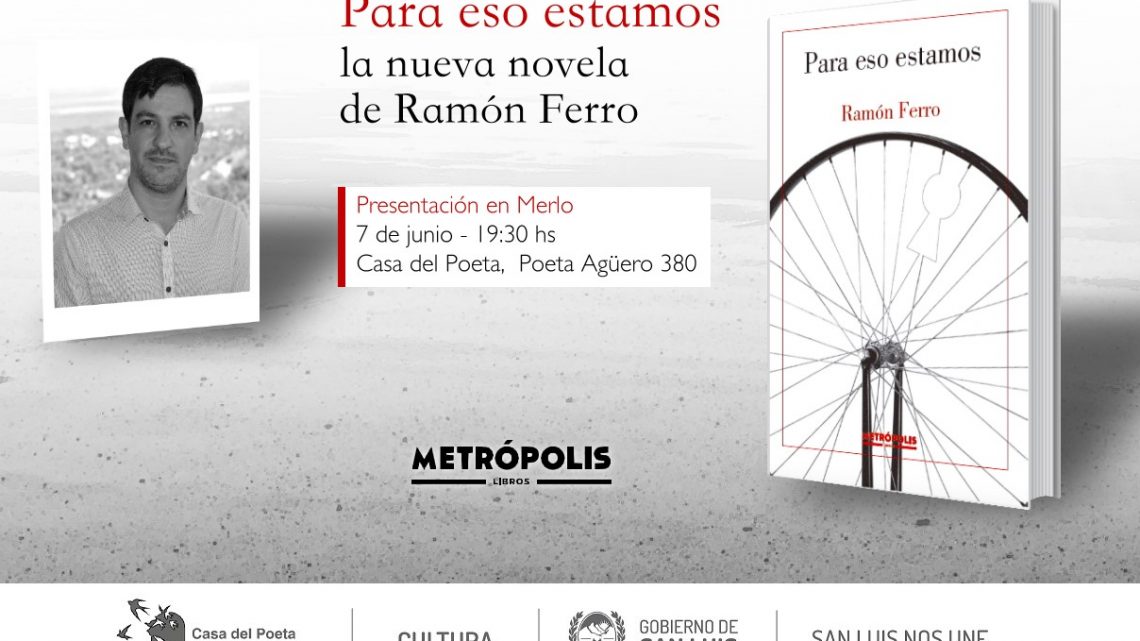 Para eso estamos
la nueva novela
de Ramón Ferro
Presentación en Merlo
7 de junio - 19:30 hs
Casa del Poeta, Poeta Agüero 380
METRÓPOLIS
LIBROS
Para eso estamos
Ramón Ferro
METRÓPOLIS
Casa del Poeta
CULTURA
GOBIERNO DE
SAN LUIS
SAN LUIS NOS UNE